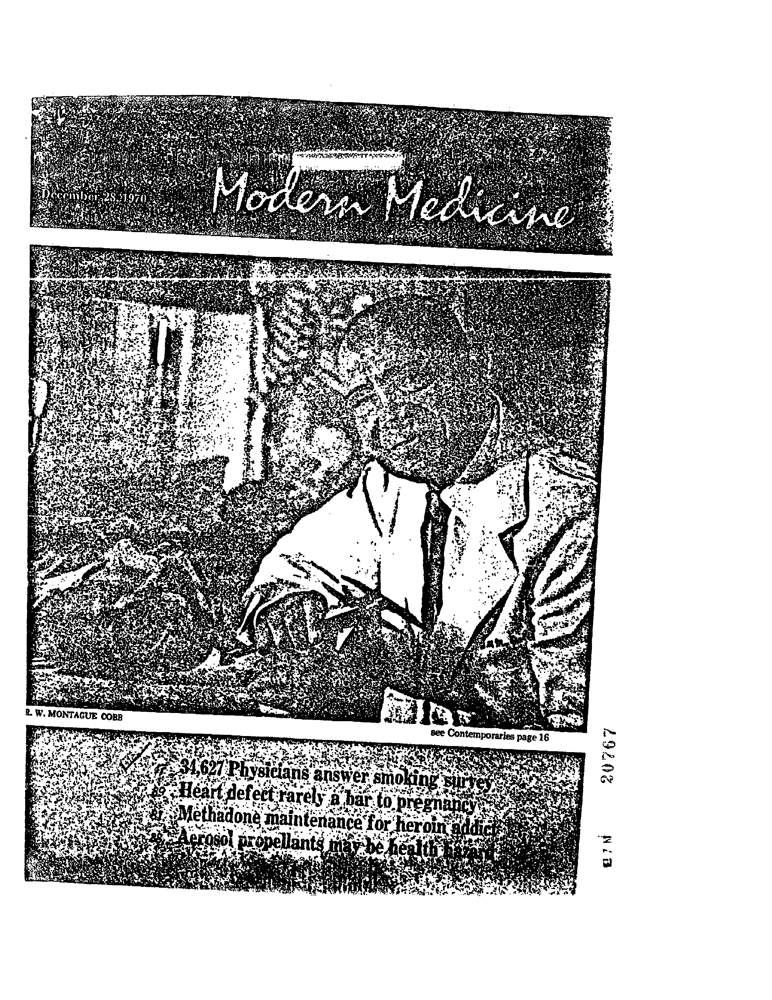 December 28, 1970
Modern Medicine
R. W. MONTAGUE COBB
see Contemporaries page 16
34,627 Physicians answer smoking survey
Heart defect rarely a bar to pregnancy
81 Methadone maintenance for heroin addict
Aerosol propellants may be health hazard
20767